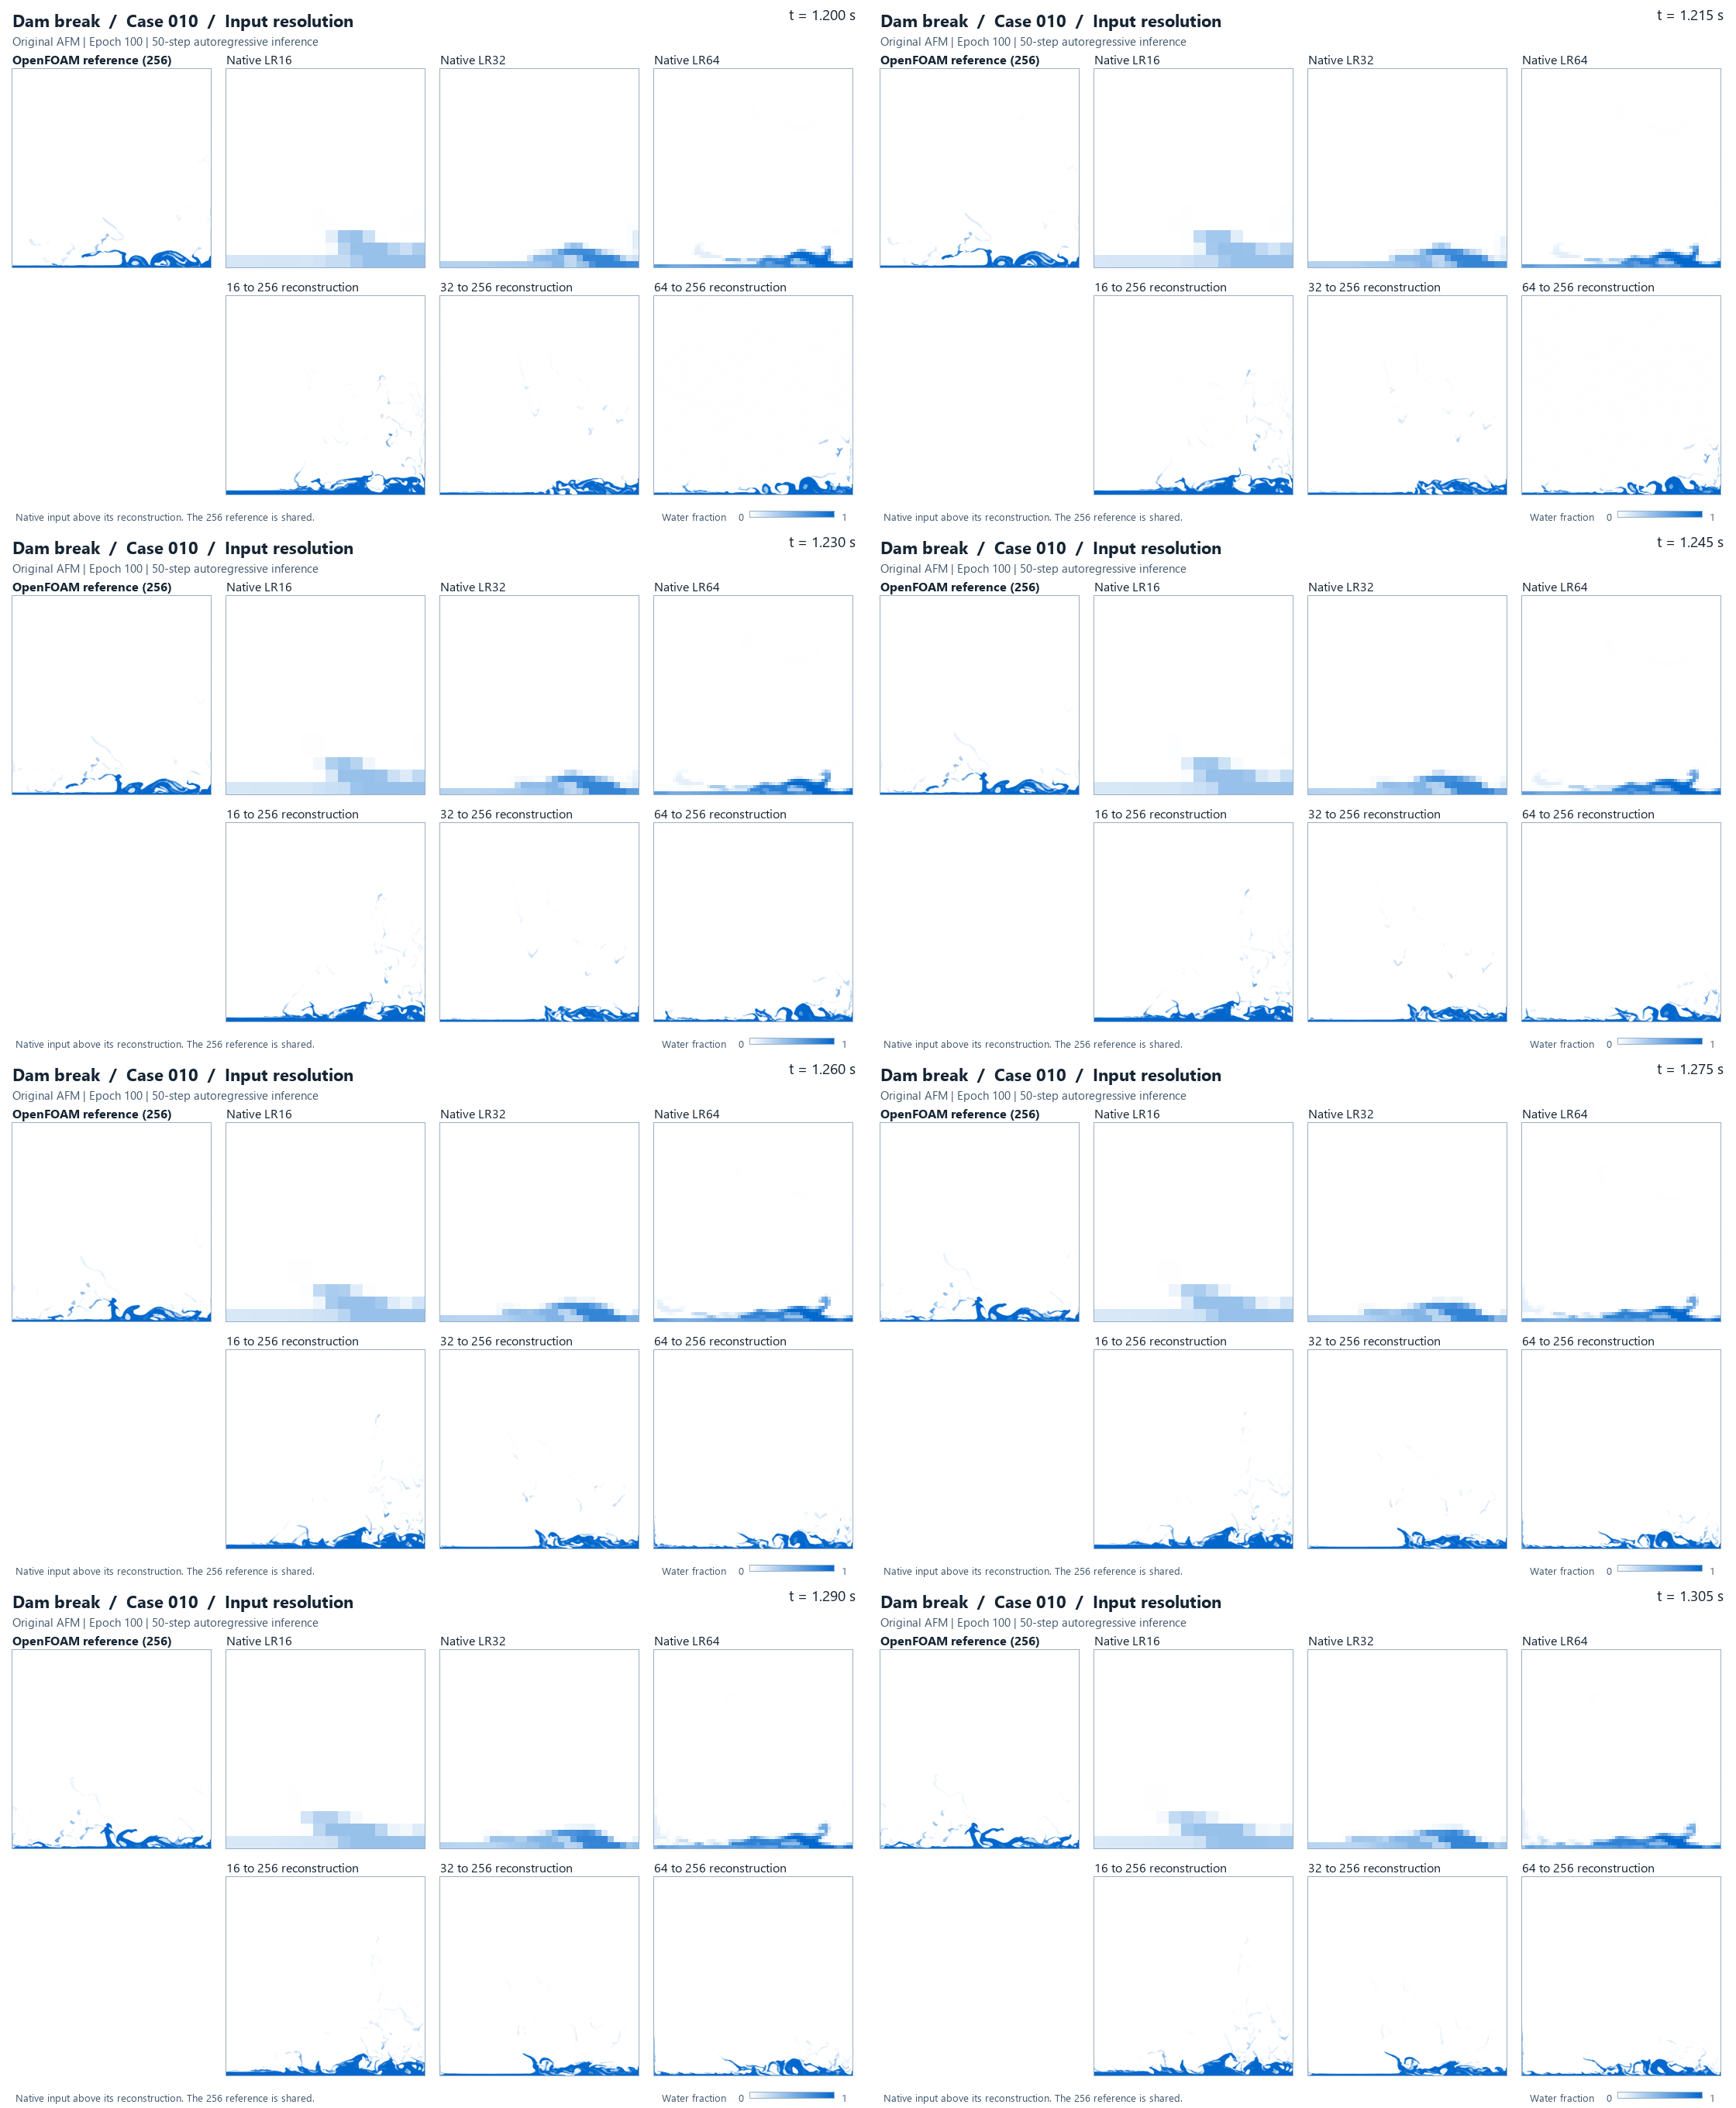 Dam break / Case 010 / Input resolution
t = 1.200 s
Original AFM | Epoch 100 | 50-step autoregressive inference
OpenFOAM reference (256) Native LR16 Native LR32 Native LR64
16 to 256 reconstruction 32 to 256 reconstruction 64 to 256 reconstruction
Native input above its reconstruction. The 256 reference is shared. Water fraction 0 1
Dam break / Case 010 / Input resolution
t = 1.215 s
Original AFM | Epoch 100 | 50-step autoregressive inference
OpenFOAM reference (256) Native LR16 Native LR32 Native LR64
16 to 256 reconstruction 32 to 256 reconstruction 64 to 256 reconstruction
Native input above its reconstruction. The 256 reference is shared. Water fraction 0 1
Dam break / Case 010 / Input resolution
t = 1.230 s
Original AFM | Epoch 100 | 50-step autoregressive inference
OpenFOAM reference (256) Native LR16 Native LR32 Native LR64
16 to 256 reconstruction 32 to 256 reconstruction 64 to 256 reconstruction
Native input above its reconstruction. The 256 reference is shared. Water fraction 0 1
Dam break / Case 010 / Input resolution
t = 1.245 s
Original AFM | Epoch 100 | 50-step autoregressive inference
OpenFOAM reference (256) Native LR16 Native LR32 Native LR64
16 to 256 reconstruction 32 to 256 reconstruction 64 to 256 reconstruction
Native input above its reconstruction. The 256 reference is shared. Water fraction 0 1
Dam break / Case 010 / Input resolution
t = 1.260 s
Original AFM | Epoch 100 | 50-step autoregressive inference
OpenFOAM reference (256) Native LR16 Native LR32 Native LR64
16 to 256 reconstruction 32 to 256 reconstruction 64 to 256 reconstruction
Native input above its reconstruction. The 256 reference is shared. Water fraction 0 1
Dam break / Case 010 / Input resolution
t = 1.275 s
Original AFM | Epoch 100 | 50-step autoregressive inference
OpenFOAM reference (256) Native LR16 Native LR32 Native LR64
16 to 256 reconstruction 32 to 256 reconstruction 64 to 256 reconstruction
Native input above its reconstruction. The 256 reference is shared. Water fraction 0 1
Dam break / Case 010 / Input resolution
t = 1.290 s
Original AFM | Epoch 100 | 50-step autoregressive inference
OpenFOAM reference (256) Native LR16 Native LR32 Native LR64
16 to 256 reconstruction 32 to 256 reconstruction 64 to 256 reconstruction
Native input above its reconstruction. The 256 reference is shared. Water fraction 0 1
Dam break / Case 010 / Input resolution
t = 1.305 s
Original AFM | Epoch 100 | 50-step autoregressive inference
OpenFOAM reference (256) Native LR16 Native LR32 Native LR64
16 to 256 reconstruction 32 to 256 reconstruction 64 to 256 reconstruction
Native input above its reconstruction. The 256 reference is shared. Water fraction 0 1